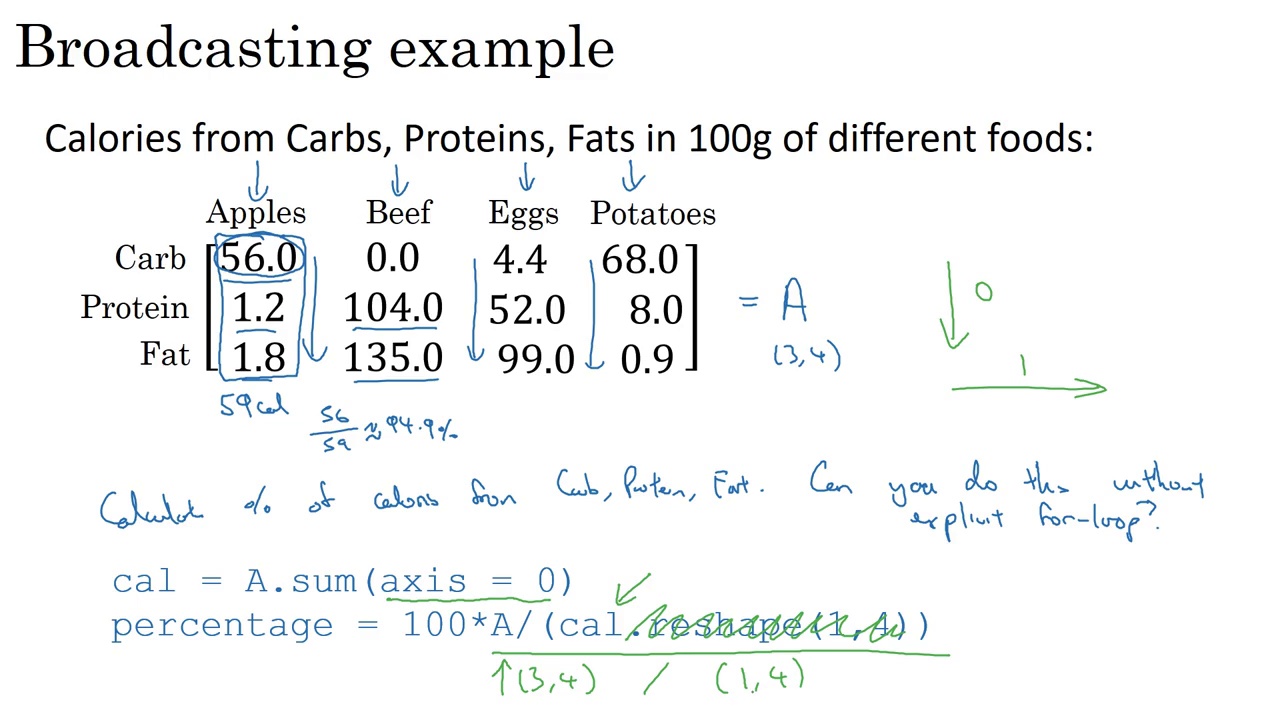 Broadcasting example
Calories from Carbs, Proteins, Fats in 100g of different foods:
Apples Beef Eggs Potatoes
Carb 56.0 0.0 4.4 68.0
Protein 1.2 104.0 52.0 8.0
Fat 1.8 135.0 99.0 0.9
= A
(3,4)
0
1
59 cal
56/59 ≈ 94.9%
Calculate % of calories from Carb, Protein, Fat. Can you do this without
explicit for-loop?
cal = A.sum(axis = 0)
percentage = 100*A/(cal.reshape(1,4))
↑(3,4) / (1,4)